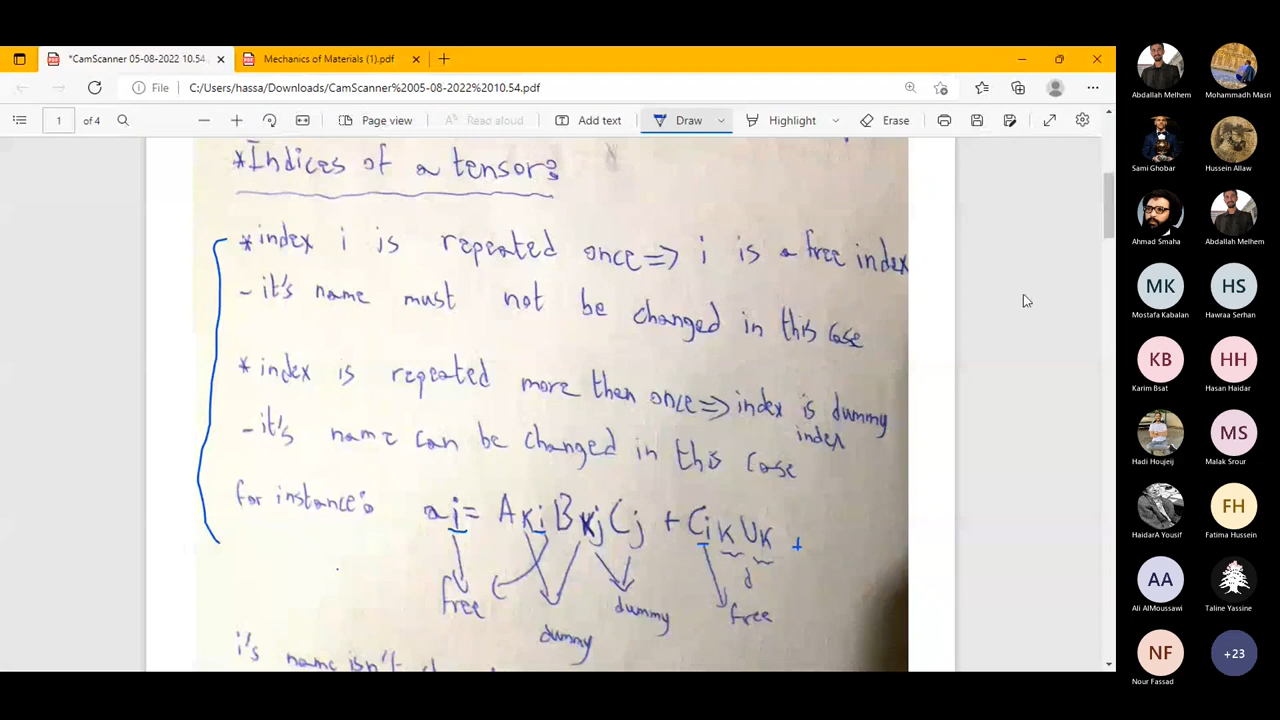 *CamScanner 05-08-2022 10.54.
Mechanics of Materials (1).pdf
File
C:/Users/hassa/Downloads/CamScanner%2005-08-2022%2010.54.pdf
1 of 4
Page view
Read aloud
Add text
Draw
Highlight
Erase
*Indices of a tensor:
*index i is repeated once => i is a free index
- it's name must not be changed in this case
* index is repeated more then once => index is dummy
index
- it's name can be changed in this case
for instance: ai = AKi BKj Cj + CiK UK +
d
free
dummy
dummy
free
i's name isn't
Abdallah Melhem
Mohammadh Masri
Sami Ghobar
Hussein Allaw
Ahmad Smaha
Abdallah Melhem
MK
HS
Mostafa Kabalan
Hawraa Serhan
KB
HH
Karim Bsat
Hasan Haidar
MS
Hadi Houjeij
Malak Srour
FH
HaidarA Yousif
Fatima Hussein
AA
Ali AlMoussawi
Taline Yassine
NF
+23
Nour Fassad